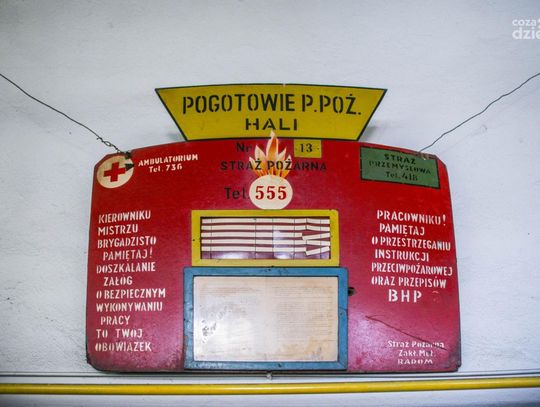 POGOTOWIE P.POŻ.
HALI
Nr 13
STRAŻ POŻARNA
Tel. 555
AMBULATORIUM
Tel. 736
STRAŻ
PRZEMYSŁOWA
Tel. 418
KIEROWNIKU
MISTRZU
BRYGADZISTO
PAMIĘTAJ!
DOSZKALANIE
ZAŁÓG
O BEZPIECZNYM
WYKONYWANIU
PRACY
TO TWÓJ
OBOWIĄZEK
PRACOWNIKU!
PAMIĘTAJ
O PRZESTRZEGANIU
INSTRUKCJI
PRZECIWPOŻAROWEJ
ORAZ PRZEPISÓW
BHP
Straż Pożarna
Zakł. Met.
RADOM